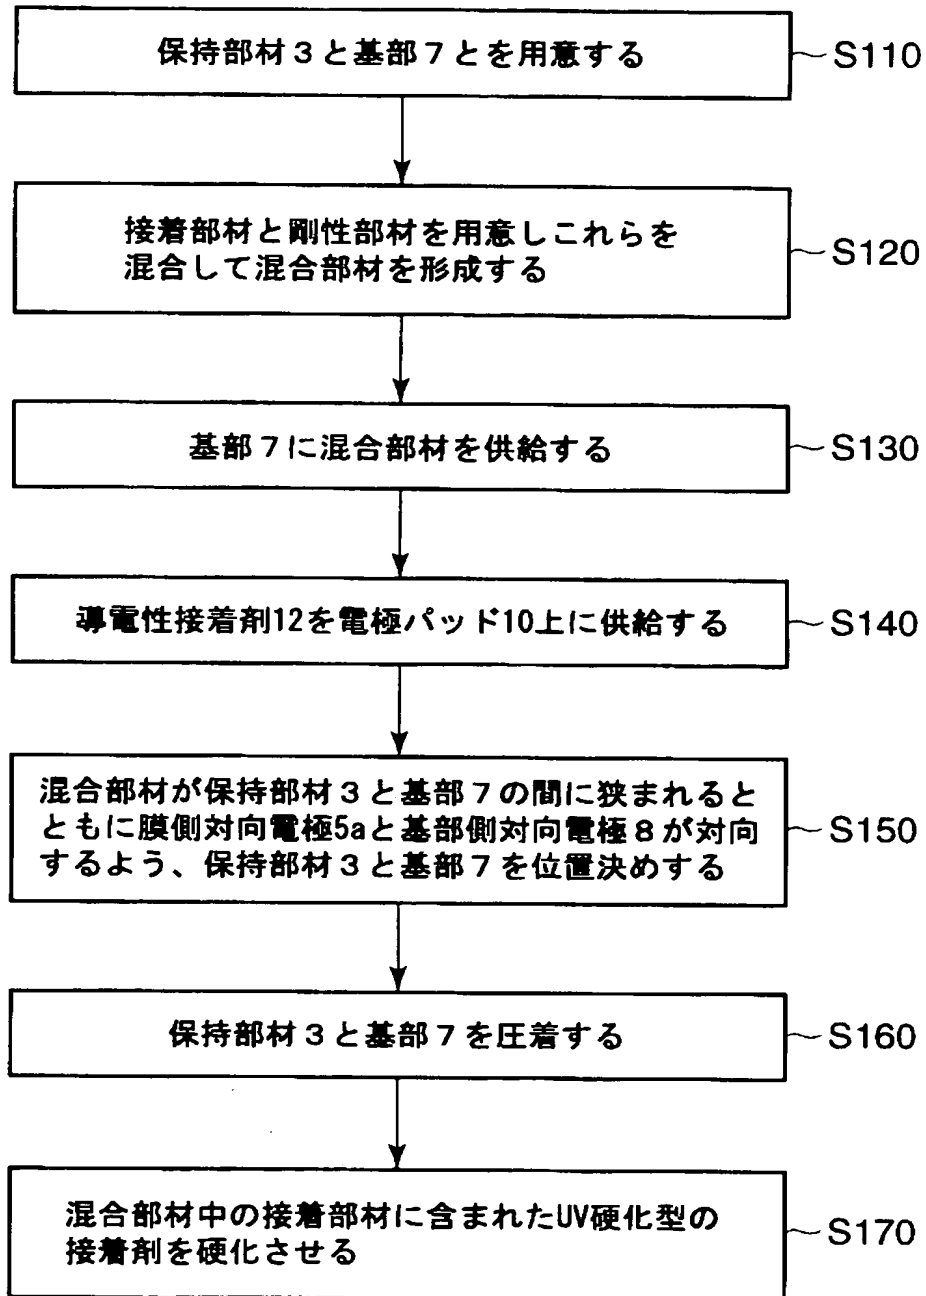 保持部材3と基部7とを用意する
S110
接着部材と剛性部材を用意しこれらを
混合して混合部材を形成する
S120
基部7に混合部材を供給する
S130
導電性接着剤12を電極パッド10上に供給する
S140
混合部材が保持部材3と基部7の間に狭まれると
ともに膜側対向電極5aと基部側対向電極8が対向
するよう、保持部材3と基部7を位置決めする
S150
保持部材3と基部7を圧着する
S160
混合部材中の接着部材に含まれたUV硬化型の
接着剤を硬化させる
S170